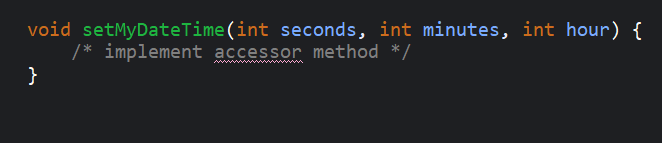 void setMyDateTime(int seconds, int minutes, int hour) {
    /* implement accessor method */
}